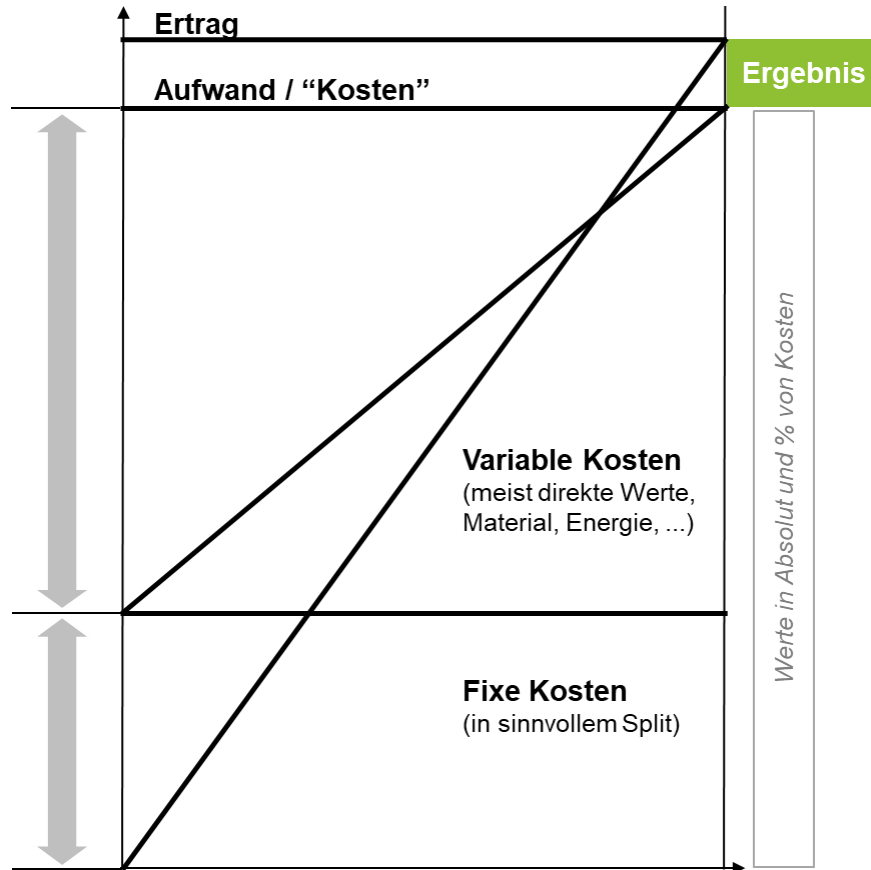 Ertrag
Ergebnis
Aufwand / “Kosten”
Werte in Absolut und % von Kosten
Variable Kosten
(meist direkte Werte,
Material, Energie, ...)
Fixe Kosten
(in sinnvollem Split)